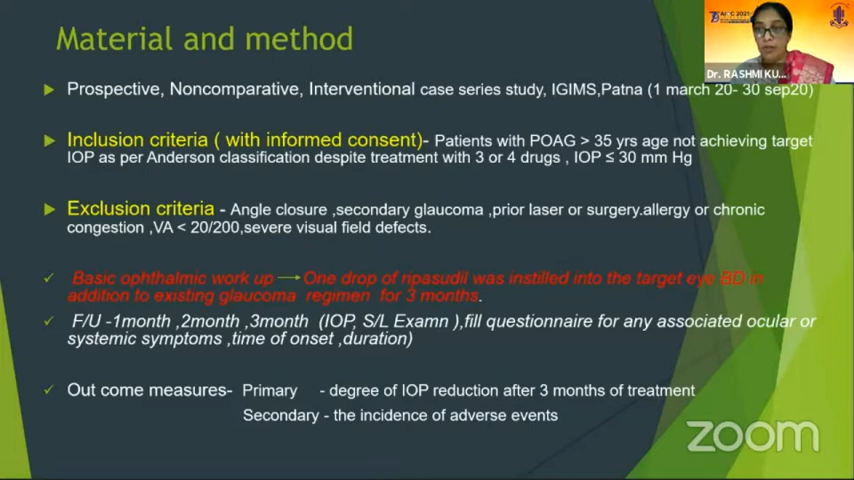 AIOC 2021
Dr. RASHMI KU...
Material and method
Prospective, Noncomparative, Interventional case series study, IGIMS,Patna (1 march 20- 30 sep20)
Inclusion criteria ( with informed consent)- Patients with POAG > 35 yrs age not achieving target
IOP as per Anderson classification despite treatment with 3 or 4 drugs , IOP ≤ 30 mm Hg
Exclusion criteria - Angle closure ,secondary glaucoma ,prior laser or surgery.allergy or chronic
congestion ,VA < 20/200,severe visual field defects.
Basic ophthalmic work up → One drop of ripasudil was instilled into the target eye BD in
addition to existing glaucoma regimen for 3 months.
F/U -1month ,2month ,3month (IOP, S/L Examn ),fill questionnaire for any associated ocular or
systemic symptoms ,time of onset ,duration)
Out come measures- Primary - degree of IOP reduction after 3 months of treatment
Secondary - the incidence of adverse events
zoom